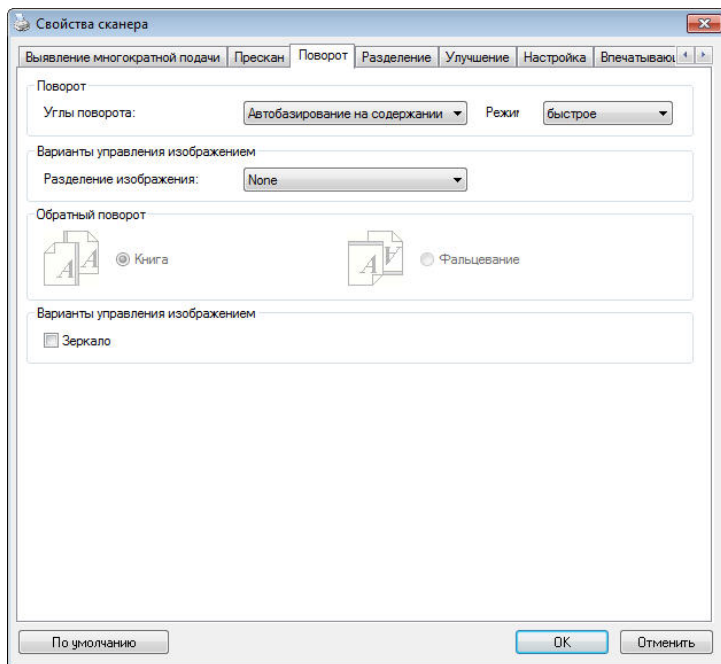 Свойства сканера
Выявление многократной подачи Прескан Поворот Разделение Улучшение Настройка Впечатываюц
Поворот
Углы поворота: Автобазирование на содержании Режи быстрое
Варианты управления изображением
Разделение изображения: None
Обратный поворот
A A Книга A A Фальцевание
Варианты управления изображением
Зеркало
По умолчанию OK Отменить